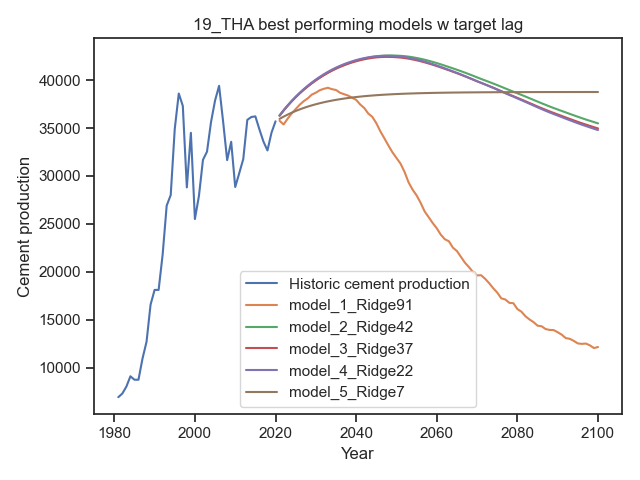 19_THA best performing models w target lag
Cement production
40000
35000
30000
25000
20000
15000
10000
Historic cement production
model_1_Ridge91
model_2_Ridge42
model_3_Ridge37
model_4_Ridge22
model_5_Ridge7
1980 2000 2020 2040 2060 2080 2100
Year